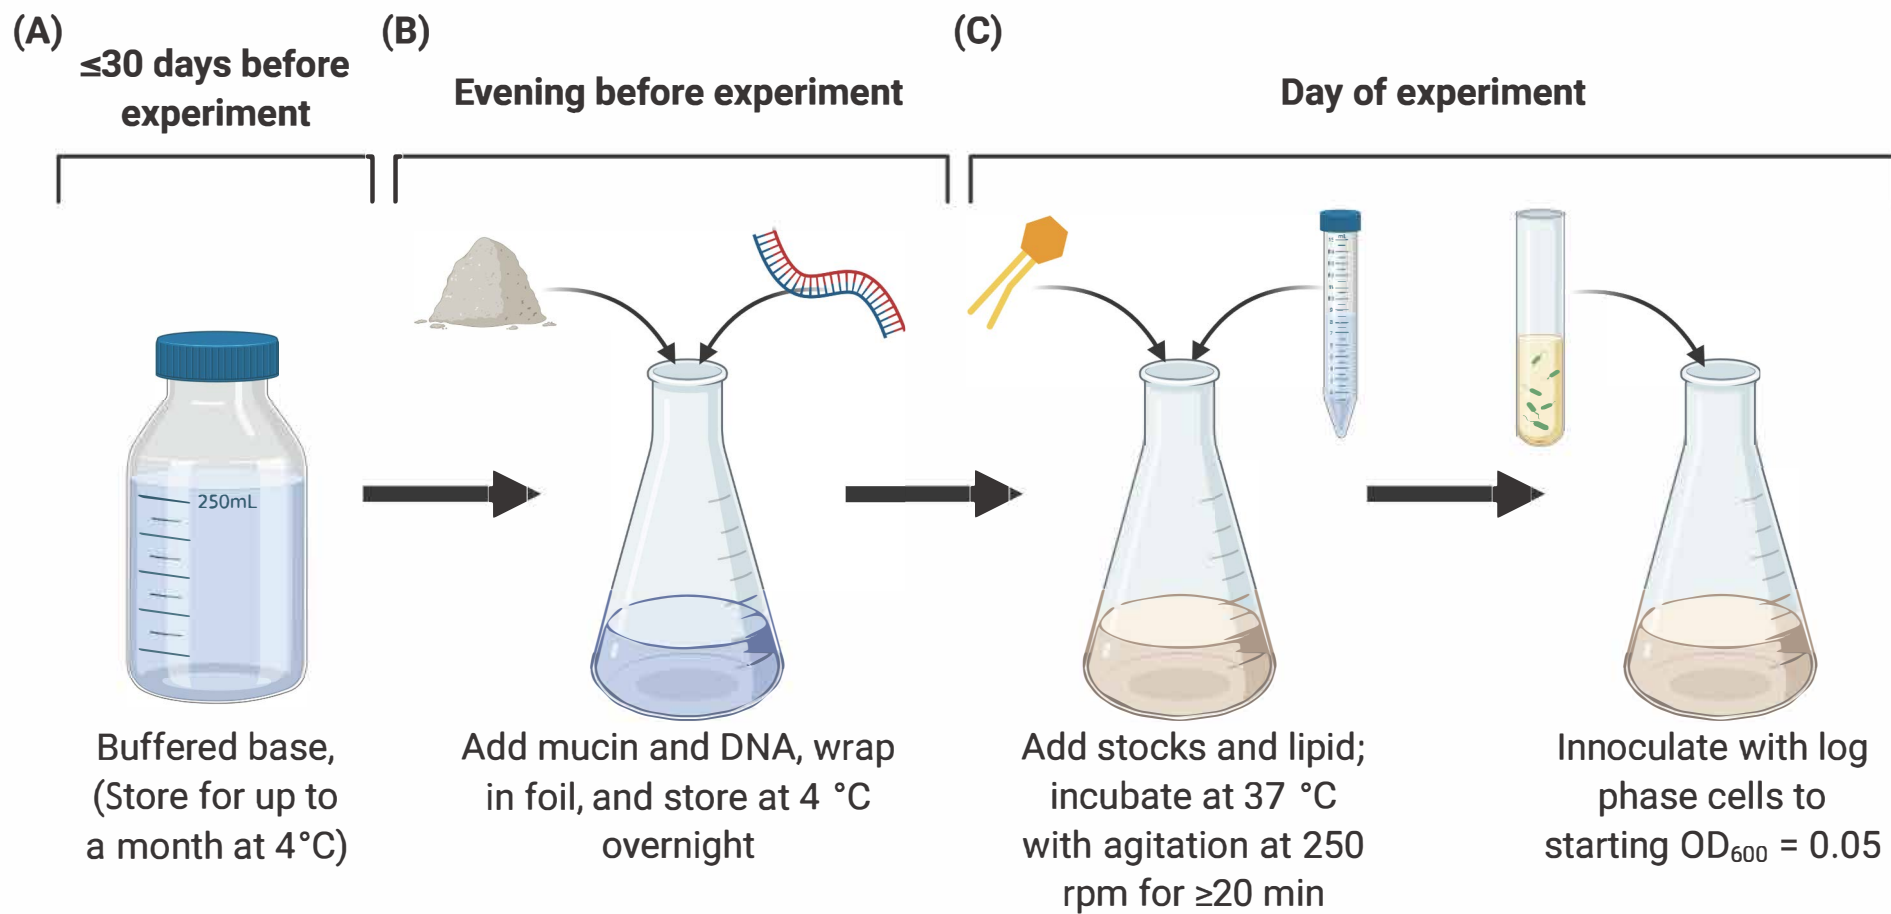 (A)
≤30 days before
experiment
(B)
Evening before experiment
(C)
Day of experiment
250mL
mL
Buffered base,
(Store for up to
a month at 4°C)
Add mucin and DNA, wrap
in foil, and store at 4 °C
overnight
Add stocks and lipid;
incubate at 37 °C
with agitation at 250
rpm for ≥20 min
Innoculate with log
phase cells to
starting OD₆₀₀ = 0.05